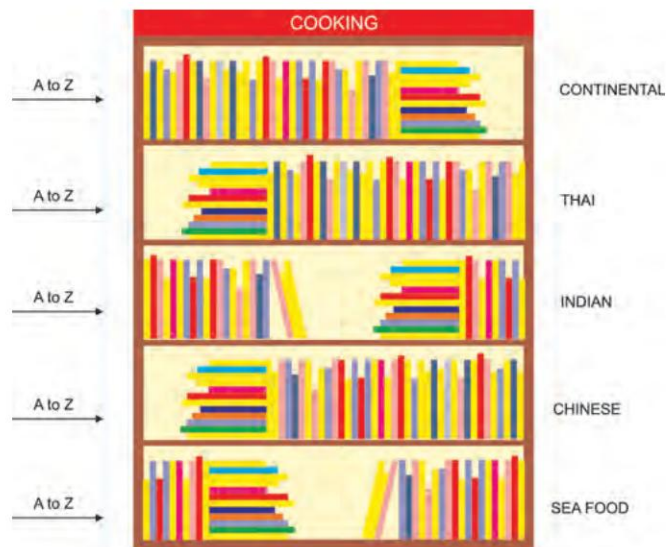 COOKING
A to Z
CONTINENTAL
A to Z
THAI
A to Z
INDIAN
A to Z
CHINESE
A to Z
SEA FOOD